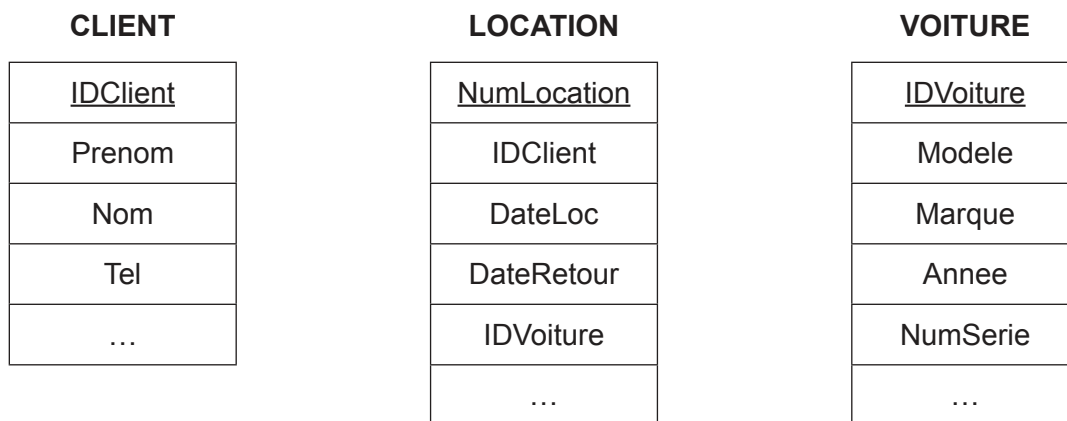 CLIENT
IDClient
Prenom
Nom
Tel
…
LOCATION
NumLocation
IDClient
DateLoc
DateRetour
IDVoiture
…
VOITURE
IDVoiture
Modele
Marque
Annee
NumSerie
…